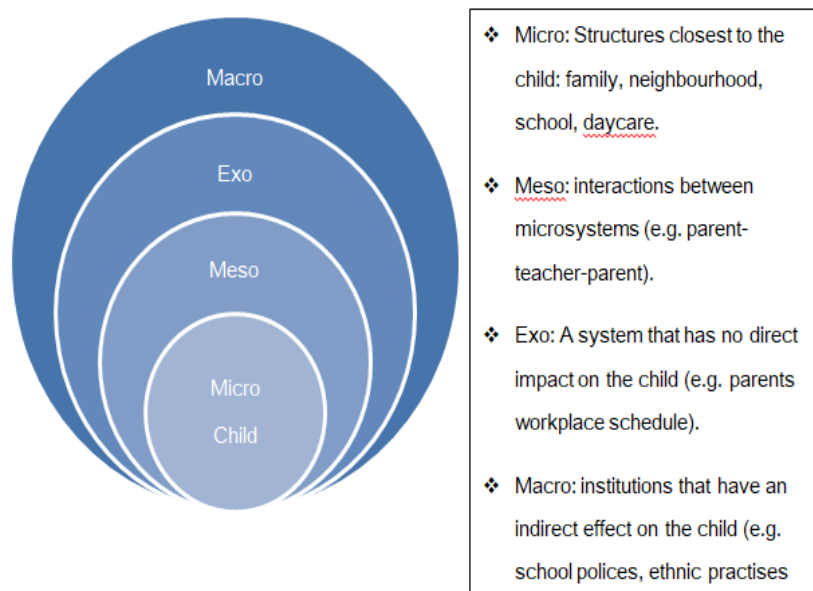 Macro
Exo
Meso
Micro
Child
❖ Micro: Structures closest to the
child: family, neighbourhood,
school, daycare.
❖ Meso: interactions between
microsystems (e.g. parent-
teacher-parent).
❖ Exo: A system that has no direct
impact on the child (e.g. parents
workplace schedule).
❖ Macro: institutions that have an
indirect effect on the child (e.g.
school polices, ethnic practises